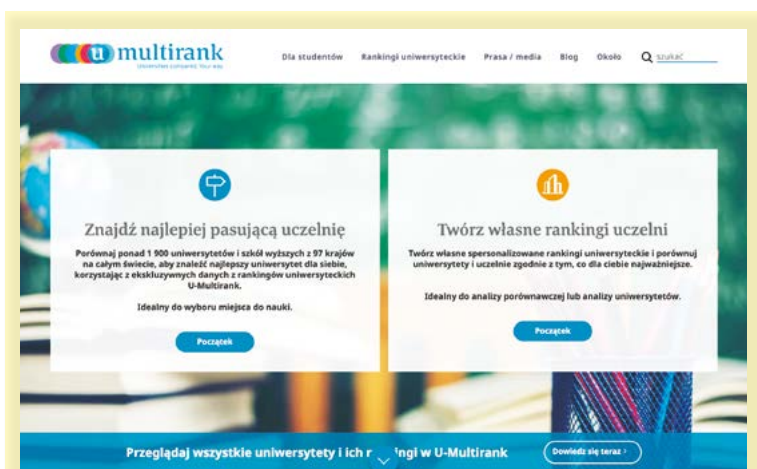 u multirank
Universities compared. Your way.
Dla studentów Rankingi uniwersyteckie Prasa / media Blog Około szukać
Znajdź najlepiej pasującą uczelnię
Porównaj ponad 1 900 uniwersytetów i szkół wyższych z 97 krajów
na całym świecie, aby znaleźć najlepszy uniwersytet dla siebie,
korzystając z ekskluzywnych danych z rankingów uniwersyteckich
U-Multirank.
Idealny do wyboru miejsca do nauki.
Początek
Twórz własne rankingi uczelni
Twórz własne spersonalizowane rankingi uniwersyteckie i porównuj
uniwersytety i uczelnie zgodnie z tym, co dla ciebie najważniejsze.
Idealny do analizy porównawczej lub analizy uniwersytetów.
Początek
Przeglądaj wszystkie uniwersytety i ich r ingi w U-Multirank
Dowiedz się teraz >